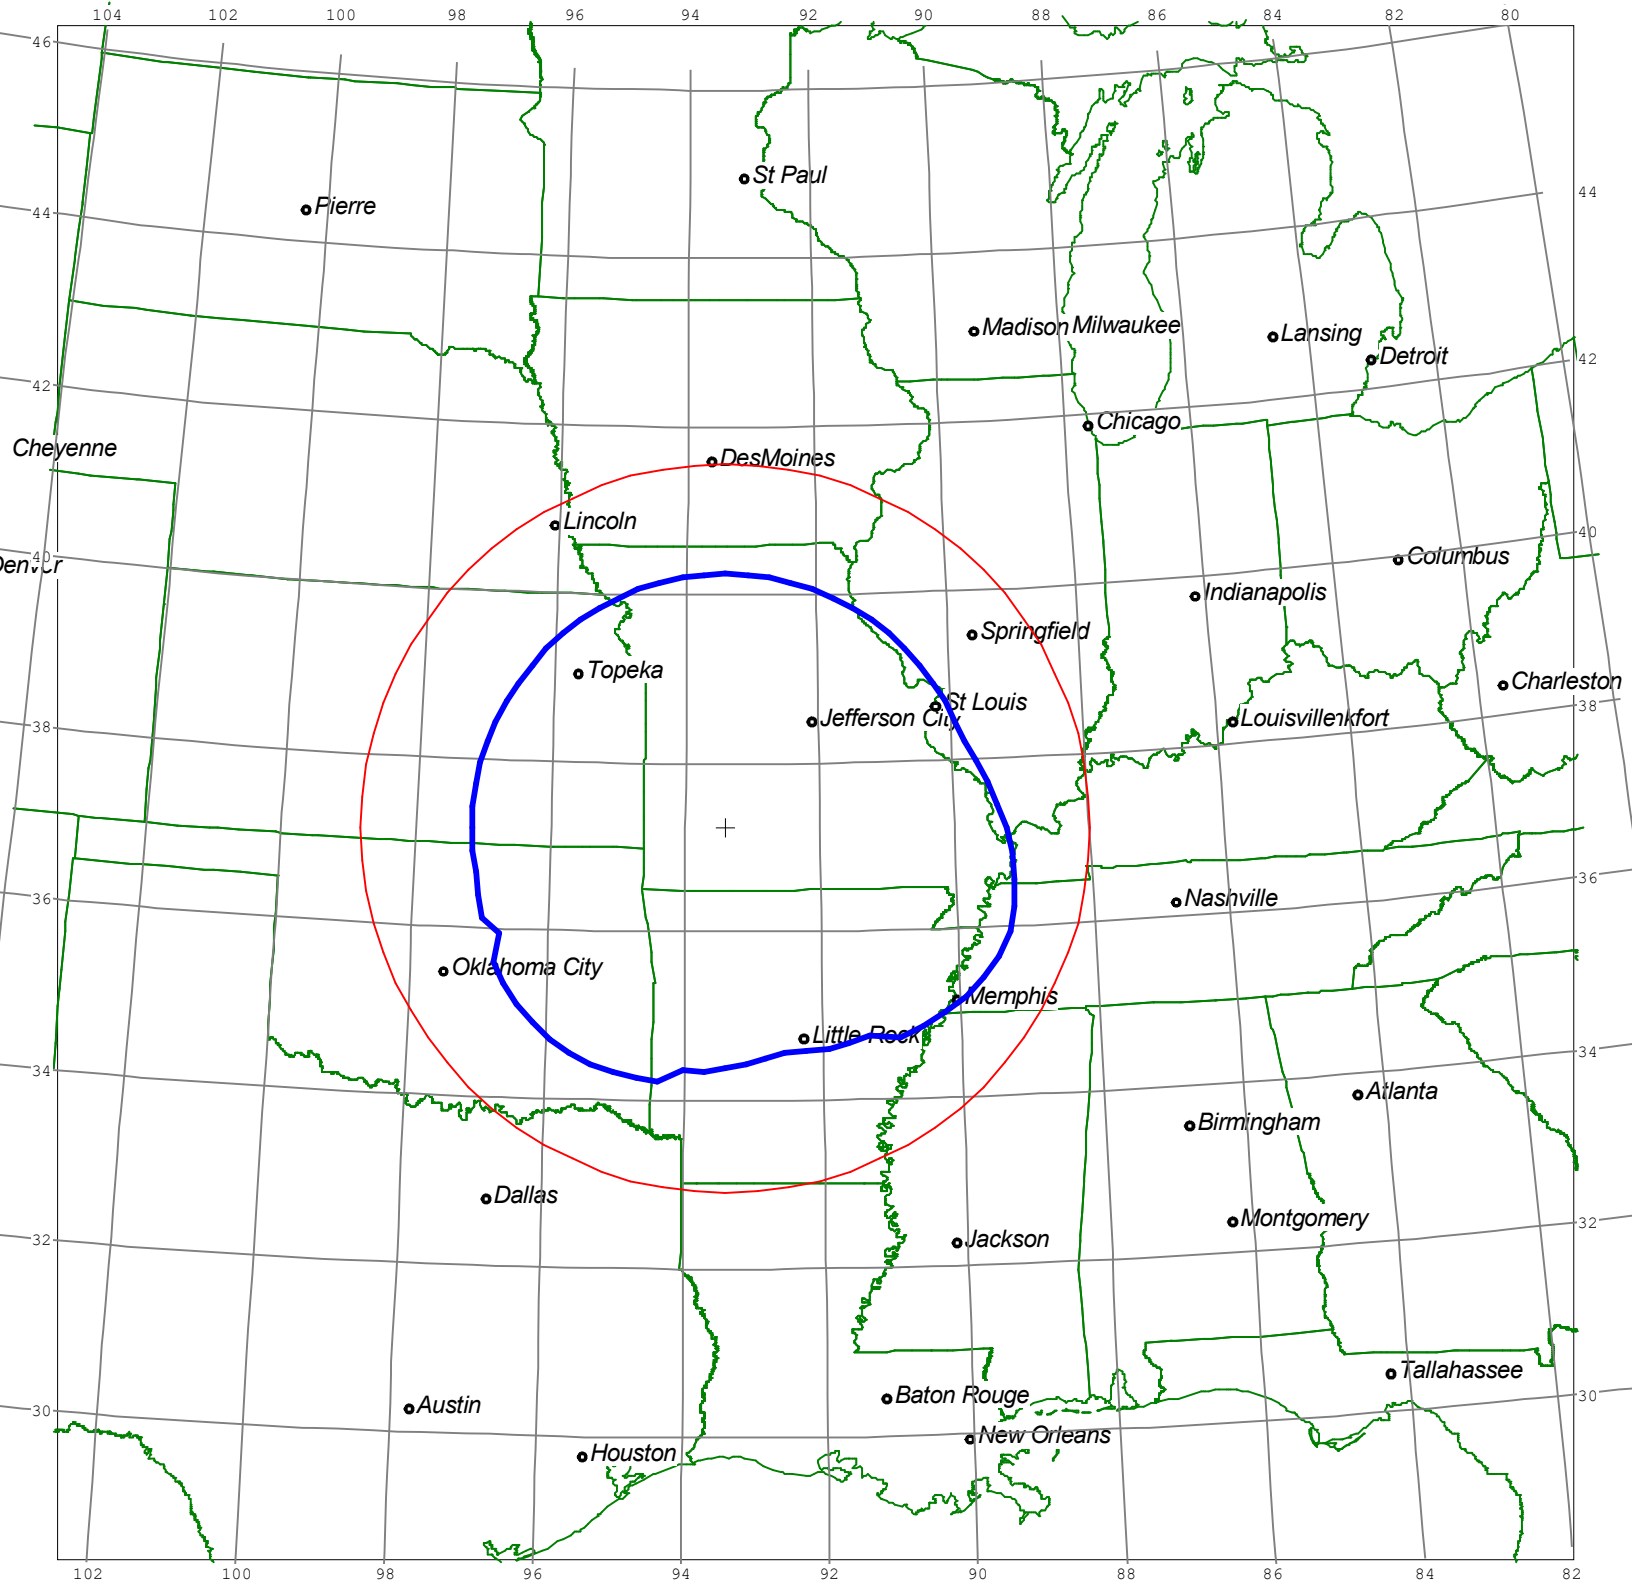 104 102 100 98 96 94 92 90 88 86 84 82 80
46
St Paul
44 Pierre 44
Madison Milwaukee Lansing
Detroit 42
42
Chicago
Cheyenne
DesMoines
Lincoln
40
40 Columbus
Denver
Indianapolis
Springfield
Topeka
Charleston
St Louis 38
Jefferson City Louisvillenkfort
38
36
36 Nashville
Oklahoma City
Memphis
Little Rock
34
34
Atlanta
Birmingham
Dallas
Montgomery 32
32 Jackson
Tallahassee
Baton Rouge 30
30 Austin
New Orleans
Houston
102 100 98 96 94 92 90 88 86 84 82